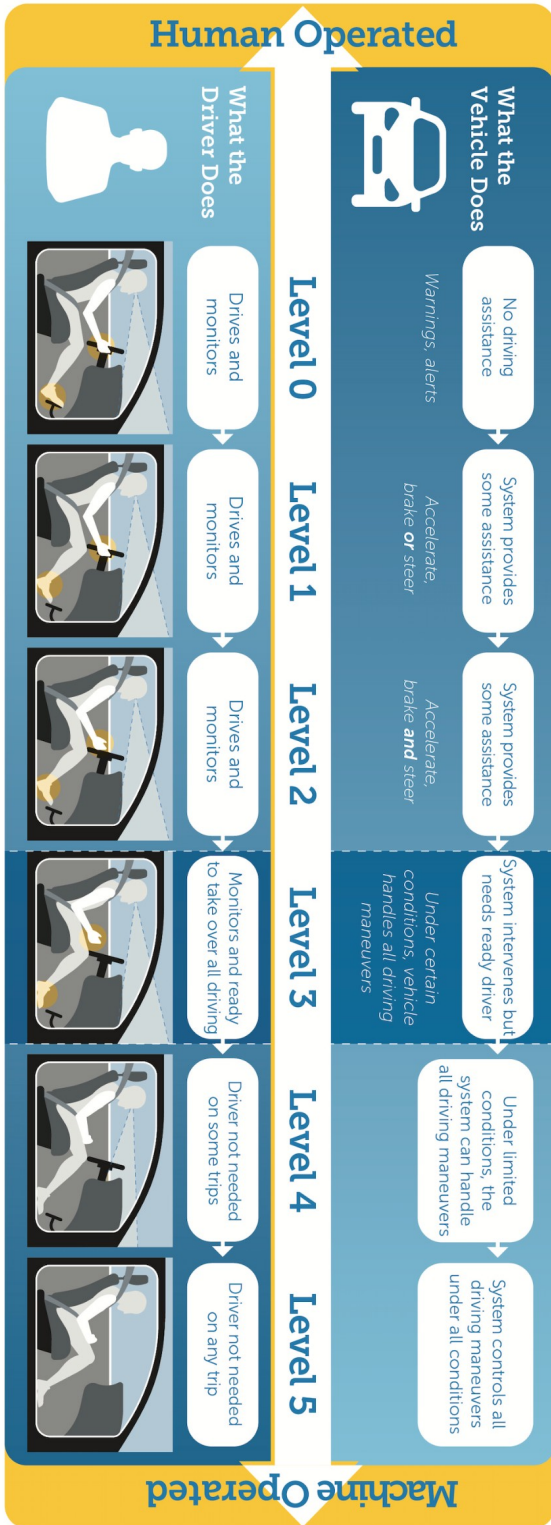 Human Operated
What the
Vehicle Does
No driving
assistance
Warnings, alerts
System provides
some assistance
Accelerate,
brake or steer
System provides
some assistance
Accelerate,
brake and steer
System intervenes but
needs ready driver
Under certain
conditions, vehicle
handles all driving
maneuvers
Under limited
conditions, the
system can handle
all driving maneuvers
System controls all
driving maneuvers
under all conditions
Level 0
Level 1
Level 2
Level 3
Level 4
Level 5
What the
Driver Does
Drives and
monitors
Drives and
monitors
Drives and
monitors
Monitors and ready
to take over all driving
Driver not needed
on some trips
Driver not needed
on any trip
Machine Operated